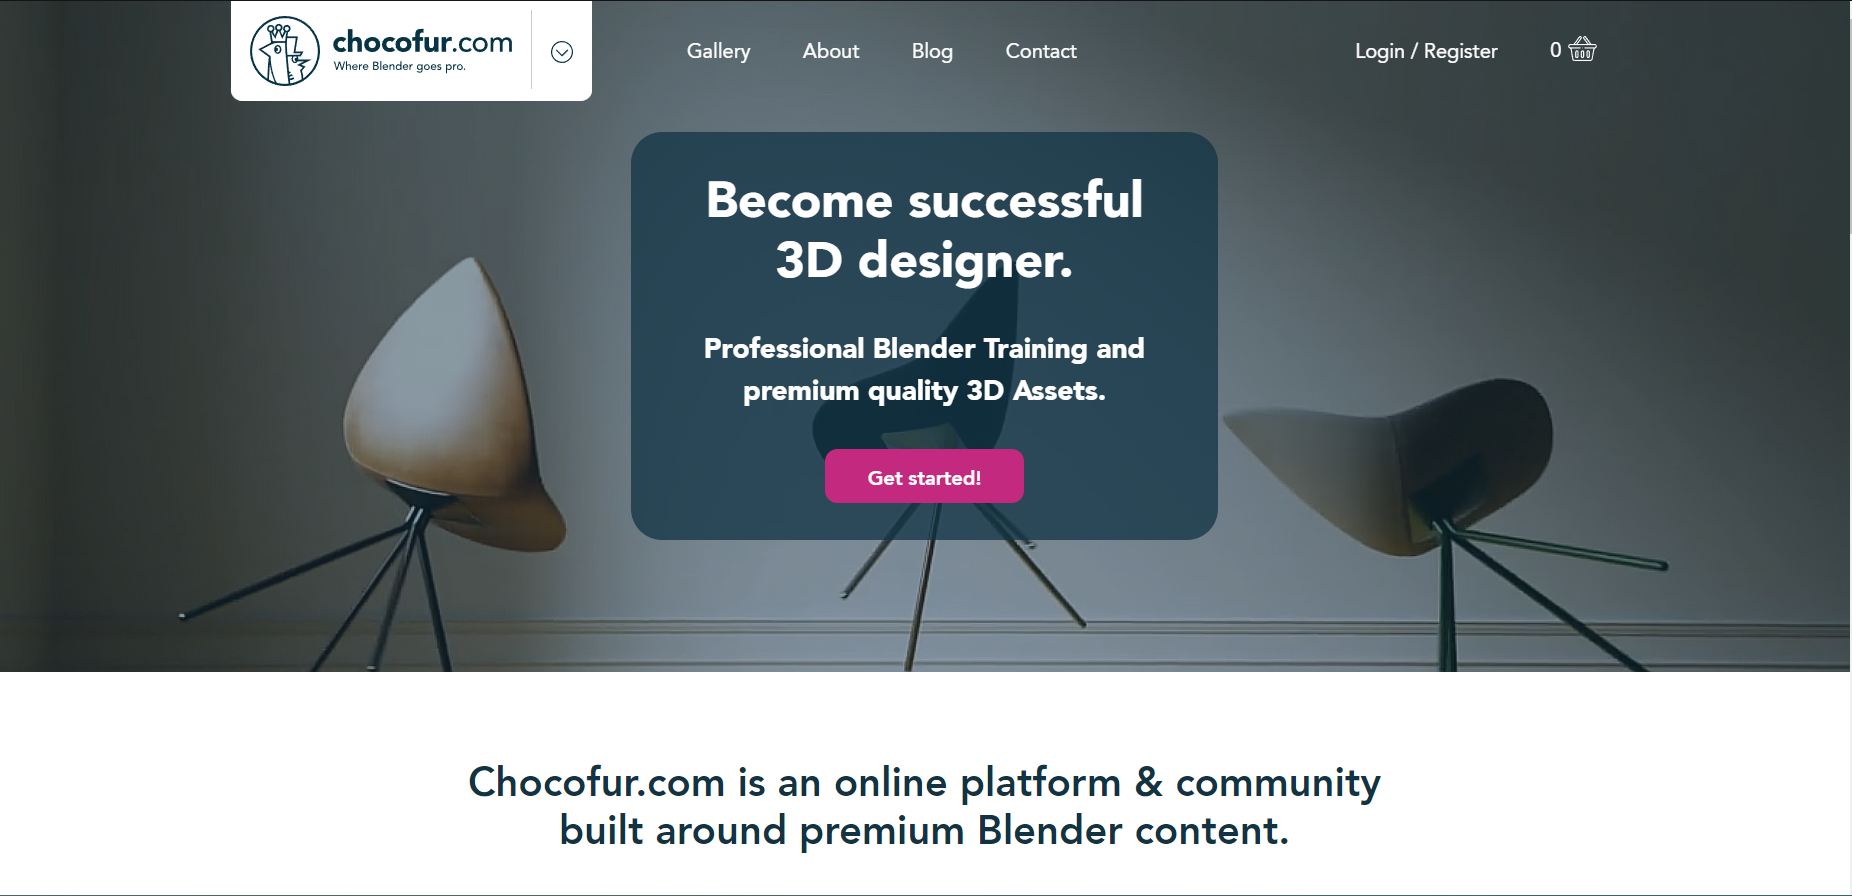 chocofur.com
Where Blender goes pro.
Gallery
About
Blog
Contact
Login / Register
0
Become successful
3D designer.
Professional Blender Training and
premium quality 3D Assets.
Get started!
Chocofur.com is an online platform & community
built around premium Blender content.